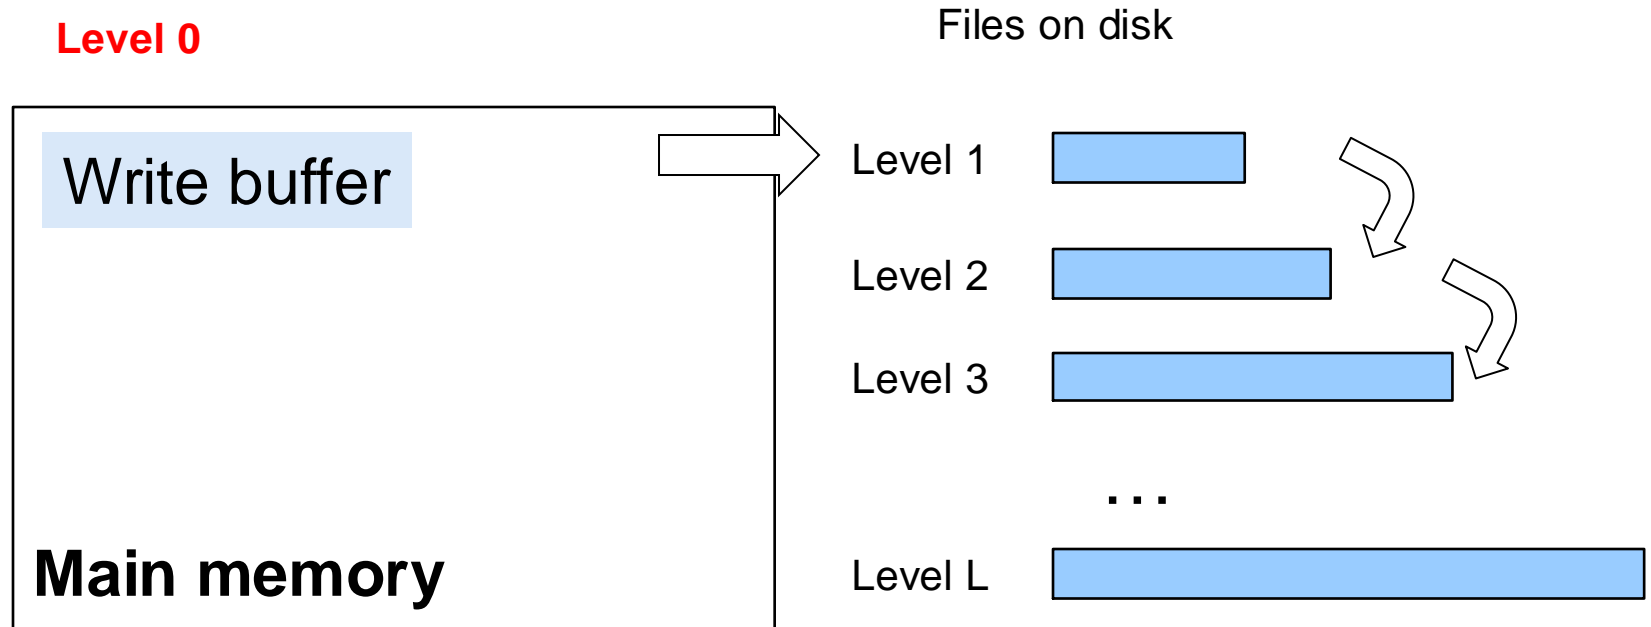 Level 0
Files on disk
Write buffer
Level 1
Level 2
Level 3
...
Level L
Main memory